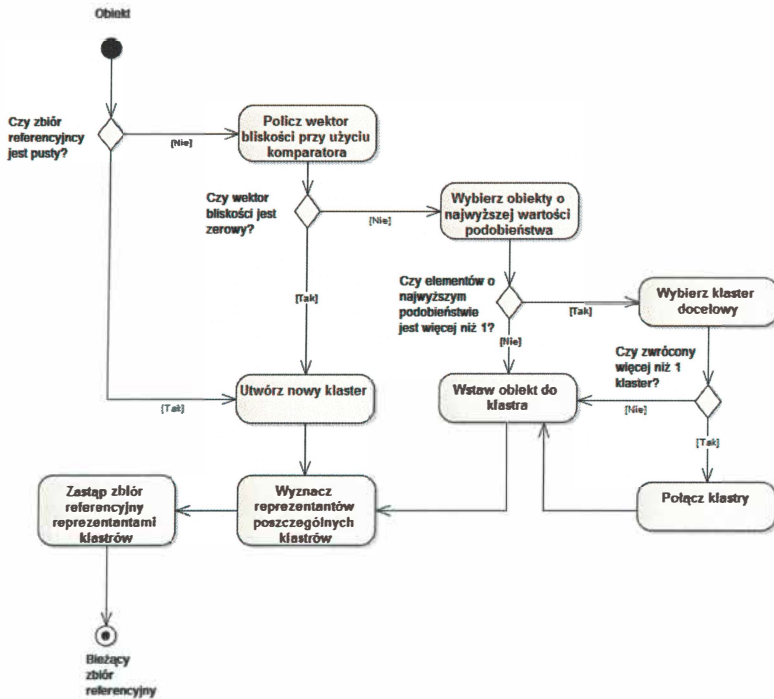 Obiekt
Czy zbiór
referencyjncy
jest pusty?
[Nie]
Policz wektor
bliskości przy użyciu
komparatora
Czy wektor
bliskości jest
zerowy?
[Nie]
Wybierz obiekty o
najwyższej wartości
podobieństwa
[Tak]
Czy elementów o
najwyższym
podobieństwie
jest więcej niż 1?
[Tak]
[Nie]
Wybierz klaster
docelowy
Czy zwrócony
więcej niż 1
klaster?
[Nie]
[Tak]
Utwórz nowy klaster
[Tak]
Wstaw obiekt do
klastra
Połącz klastry
Zastąp zbiór
referencyjny
reprezentantami
klastrów
Wyznacz
reprezentantów
poszczególnych
klastrów
Bieżący
zbiór
referencyjny